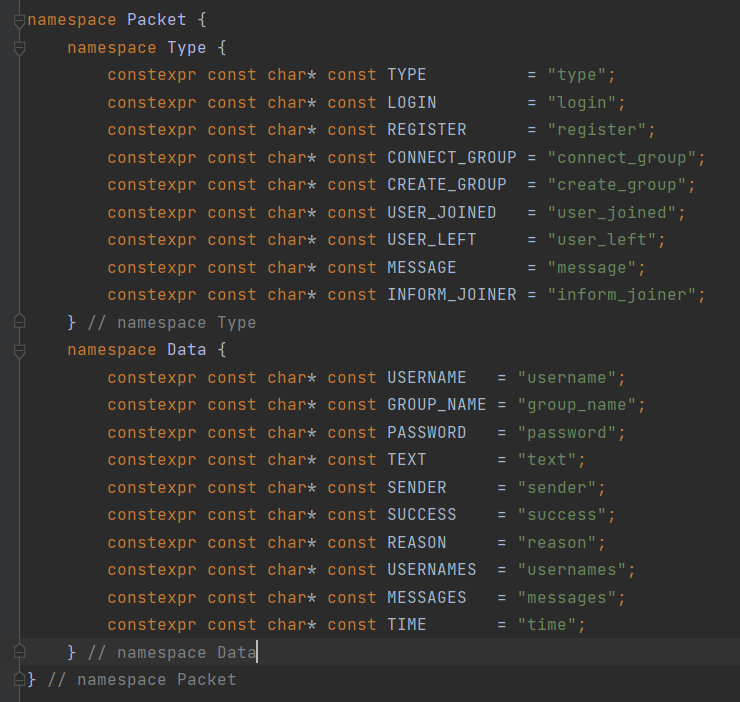 namespace Packet {
    namespace Type {
        constexpr const char* const TYPE          = "type";
        constexpr const char* const LOGIN         = "login";
        constexpr const char* const REGISTER      = "register";
        constexpr const char* const CONNECT_GROUP = "connect_group";
        constexpr const char* const CREATE_GROUP  = "create_group";
        constexpr const char* const USER_JOINED   = "user_joined";
        constexpr const char* const USER_LEFT     = "user_left";
        constexpr const char* const MESSAGE       = "message";
        constexpr const char* const INFORM_JOINER = "inform_joiner";
    } // namespace Type
    namespace Data {
        constexpr const char* const USERNAME   = "username";
        constexpr const char* const GROUP_NAME = "group_name";
        constexpr const char* const PASSWORD   = "password";
        constexpr const char* const TEXT       = "text";
        constexpr const char* const SENDER     = "sender";
        constexpr const char* const SUCCESS    = "success";
        constexpr const char* const REASON     = "reason";
        constexpr const char* const USERNAMES  = "usernames";
        constexpr const char* const MESSAGES   = "messages";
        constexpr const char* const TIME       = "time";
    } // namespace Data
} // namespace Packet